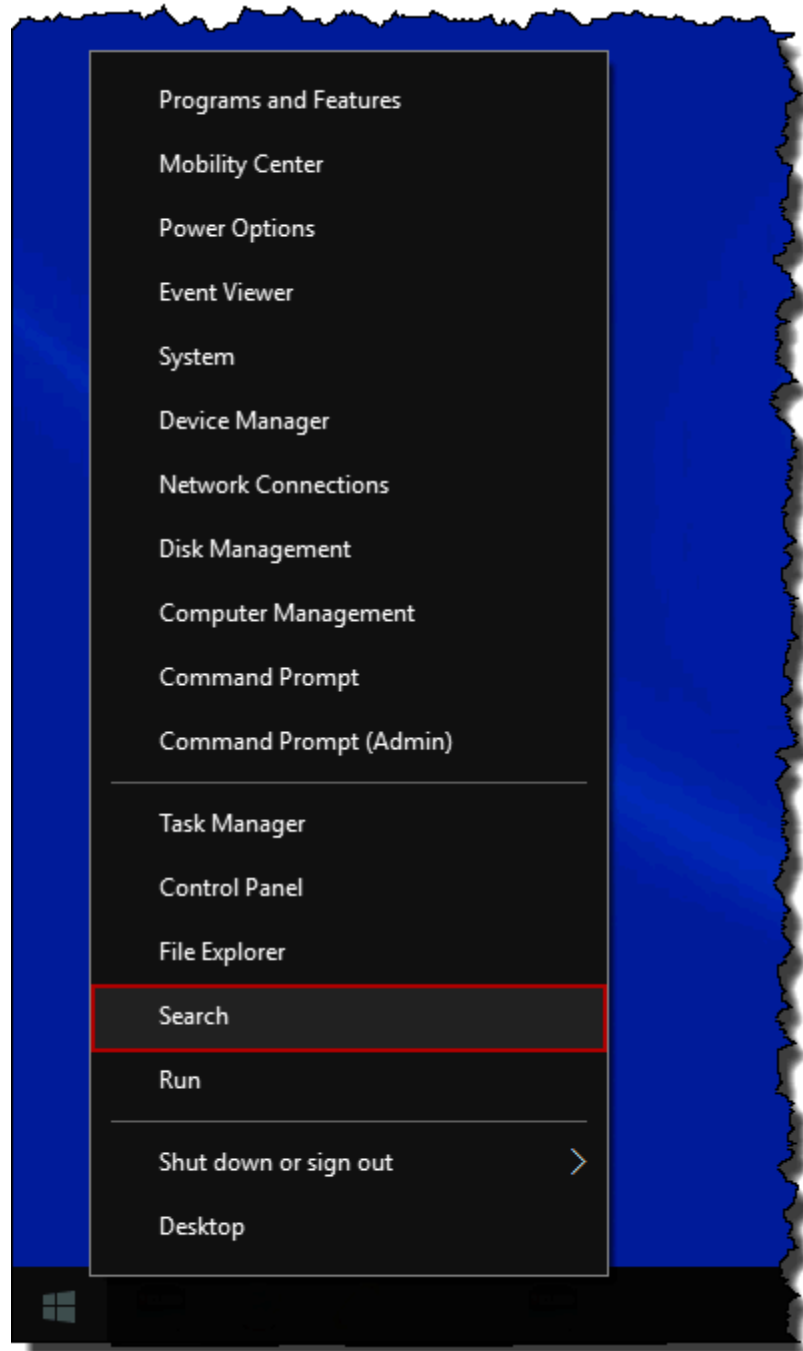 Programs and Features
Mobility Center
Power Options
Event Viewer
System
Device Manager
Network Connections
Disk Management
Computer Management
Command Prompt
Command Prompt (Admin)
Task Manager
Control Panel
File Explorer
Search
Run
Shut down or sign out
Desktop